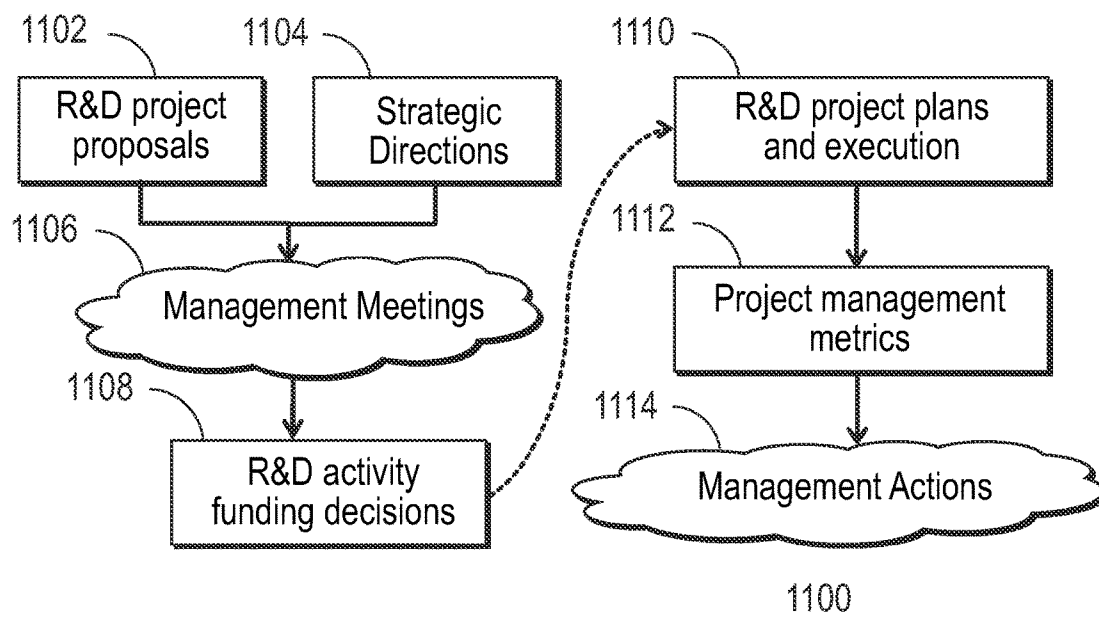 1102
R&D project
proposals
1104
Strategic
Directions
1106
Management Meetings
1108
R&D activity
funding decisions
1110
R&D project plans
and execution
1112
Project management
metrics
1114
Management Actions
1100